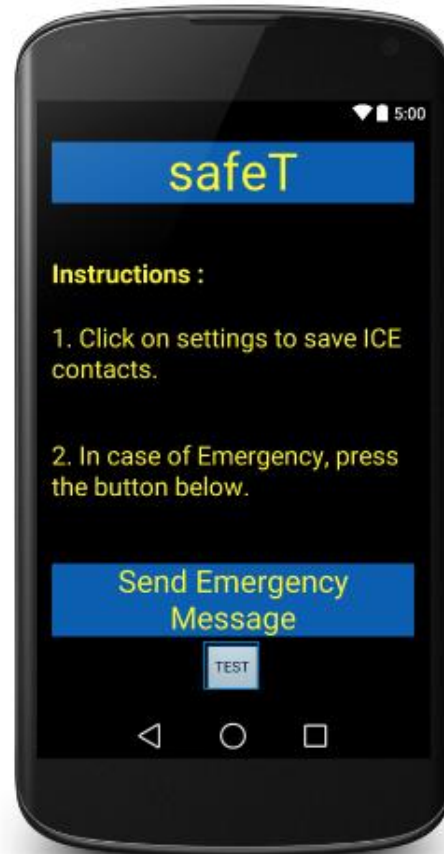 5:00
safeT
Instructions :
1. Click on settings to save ICE
contacts.
2. In case of Emergency, press
the button below.
Send Emergency
Message
TEST